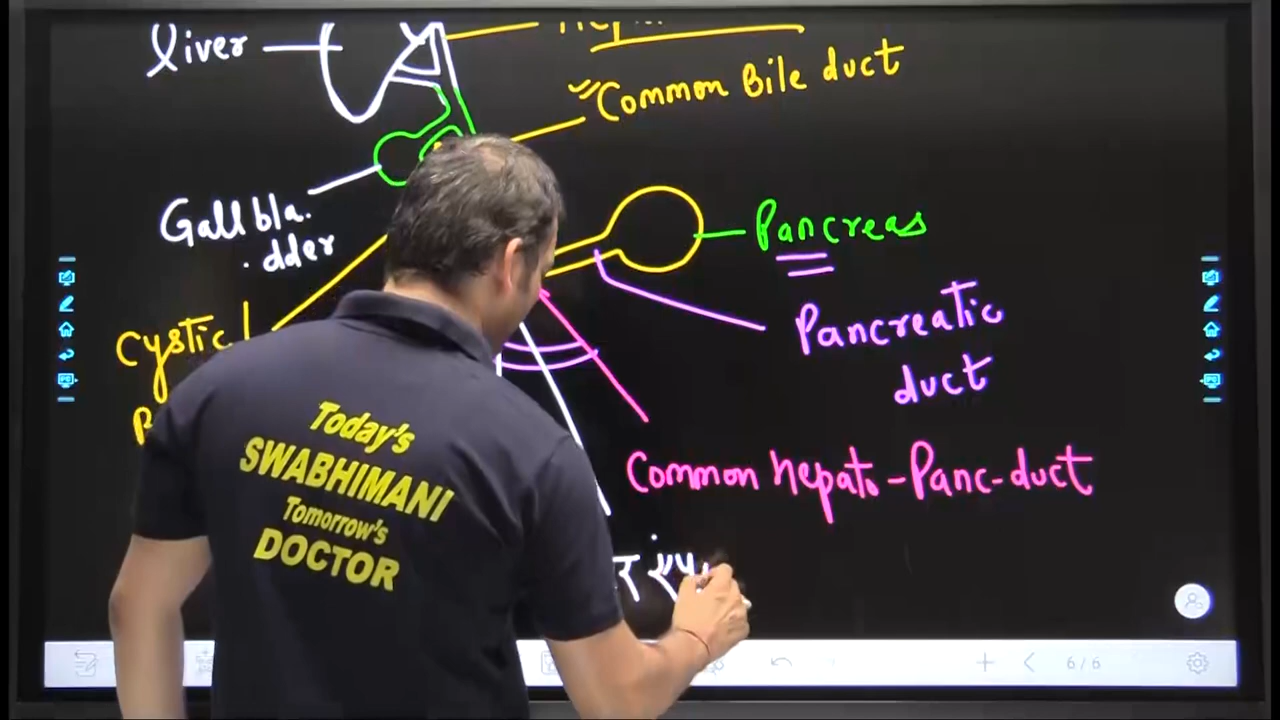 liver
Common Bile duct
Gall bla.
dder
Pancreas
Pancreatic
duct
Cystic
Common hepato-Panc-duct
Today's
SWABHIMANI
Tomorrow's
DOCTOR
6/6